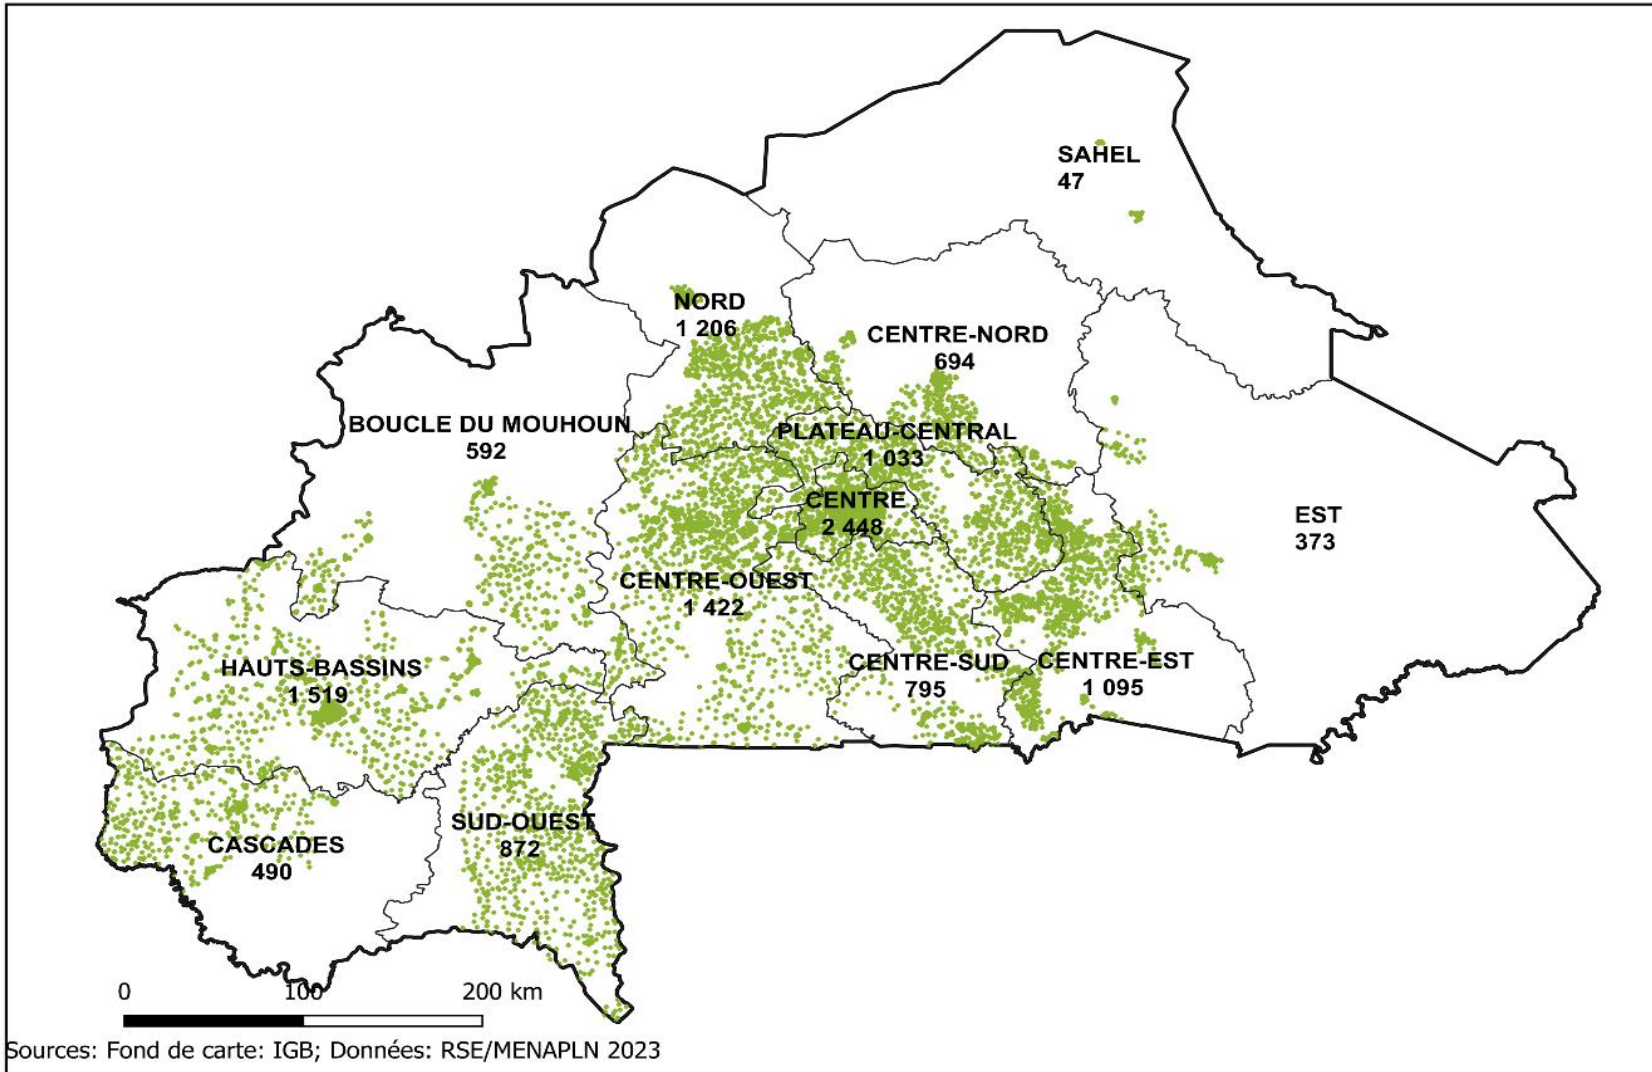 SAHEL
47
NORD
1 206
CENTRE-NORD
694
BOUCLE DU MOUHOUN
592
PLATEAU-CENTRAL
1 033
CENTRE
2 448
EST
373
CENTRE-OUEST
1 422
HAUTS-BASSINS
1 519
CENTRE-SUD
795
CENTRE-EST
1 095
SUD-OUEST
872
CASCADES
490
0 100 200 km
Sources: Fond de carte: IGB; Données: RSE/MENAPLN 2023